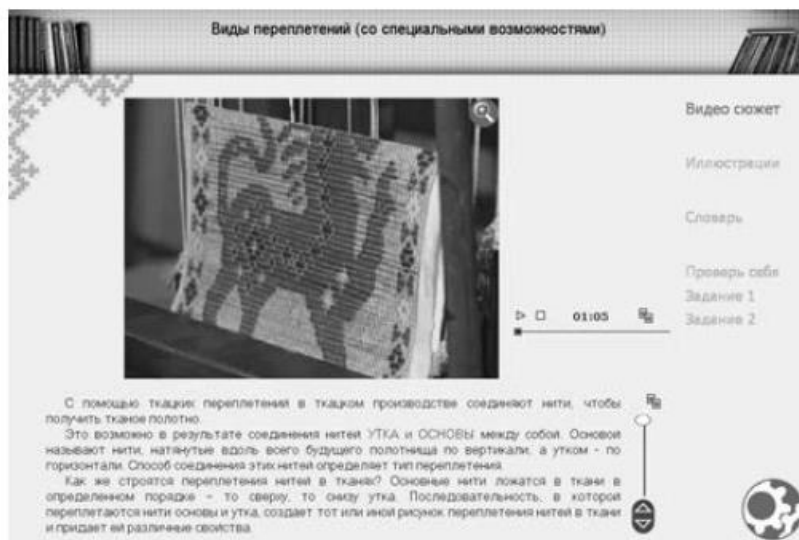 Виды переплетений (со специальными возможностями)
Видео сюжет
Иллюстрации
Словарь
Проверь себя
Задание 1
Задание 2
01:05
С помощью ткацких переплетений в ткацком производстве соединяют нити, чтобы
получить тканое полотно.
Это возможно в результате соединения нитей УТКА и ОСНОВЫ между собой. Основой
называют нити, натянутые вдоль всего будущего полотнища по вертикали, а утком - по
горизонтали. Способ соединения этих нитей определяет тип переплетения.
Как же строятся переплетения нитей в тканях? Основные нити ложатся в ткани в
определенном порядке – то сверху, то снизу утка. Последовательность, в которой
переплетаются нити основы и утка, создает тот или иной рисунок переплетения нитей в ткани
и придает ей различные свойства.